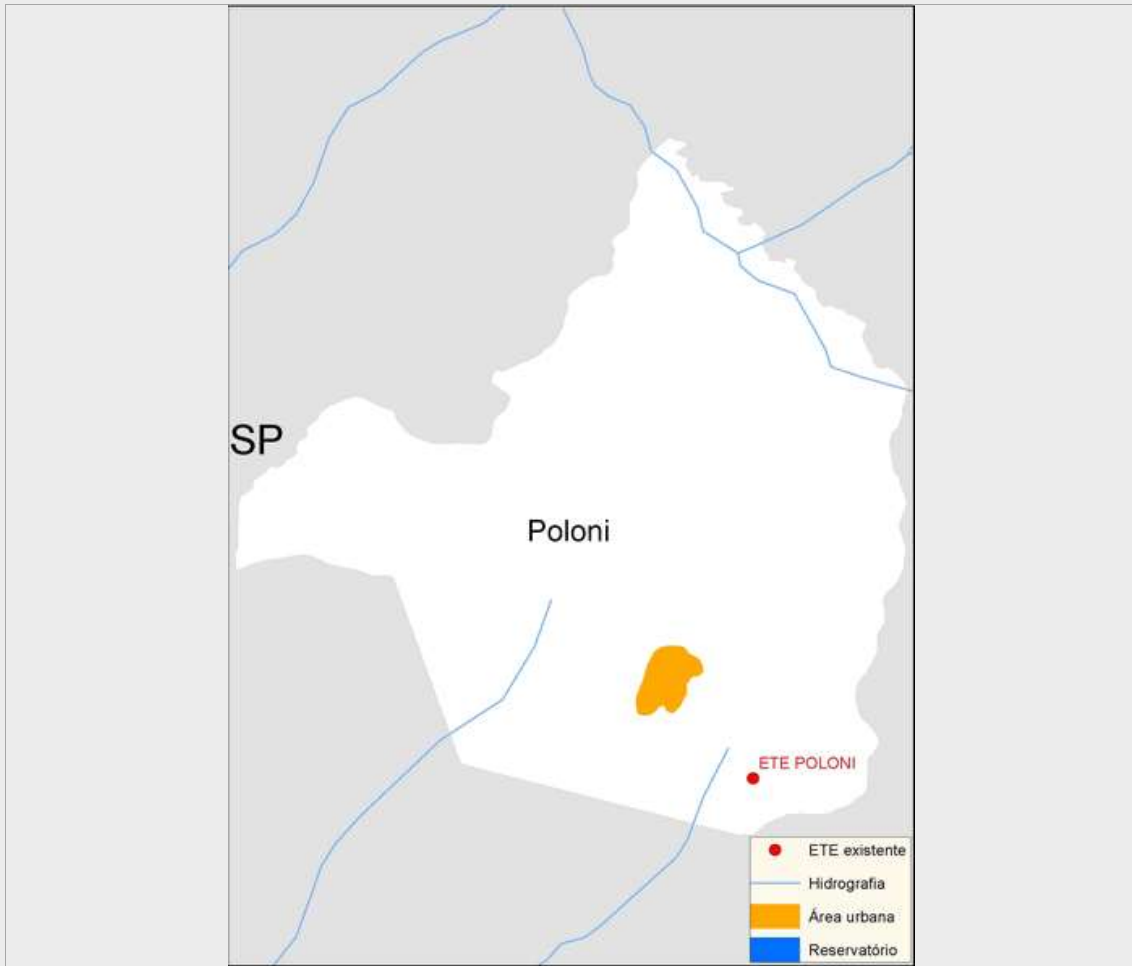 SP
Poloni
ETE POLONI
ETE existente
Hidrografia
Área urbana
Reservatório